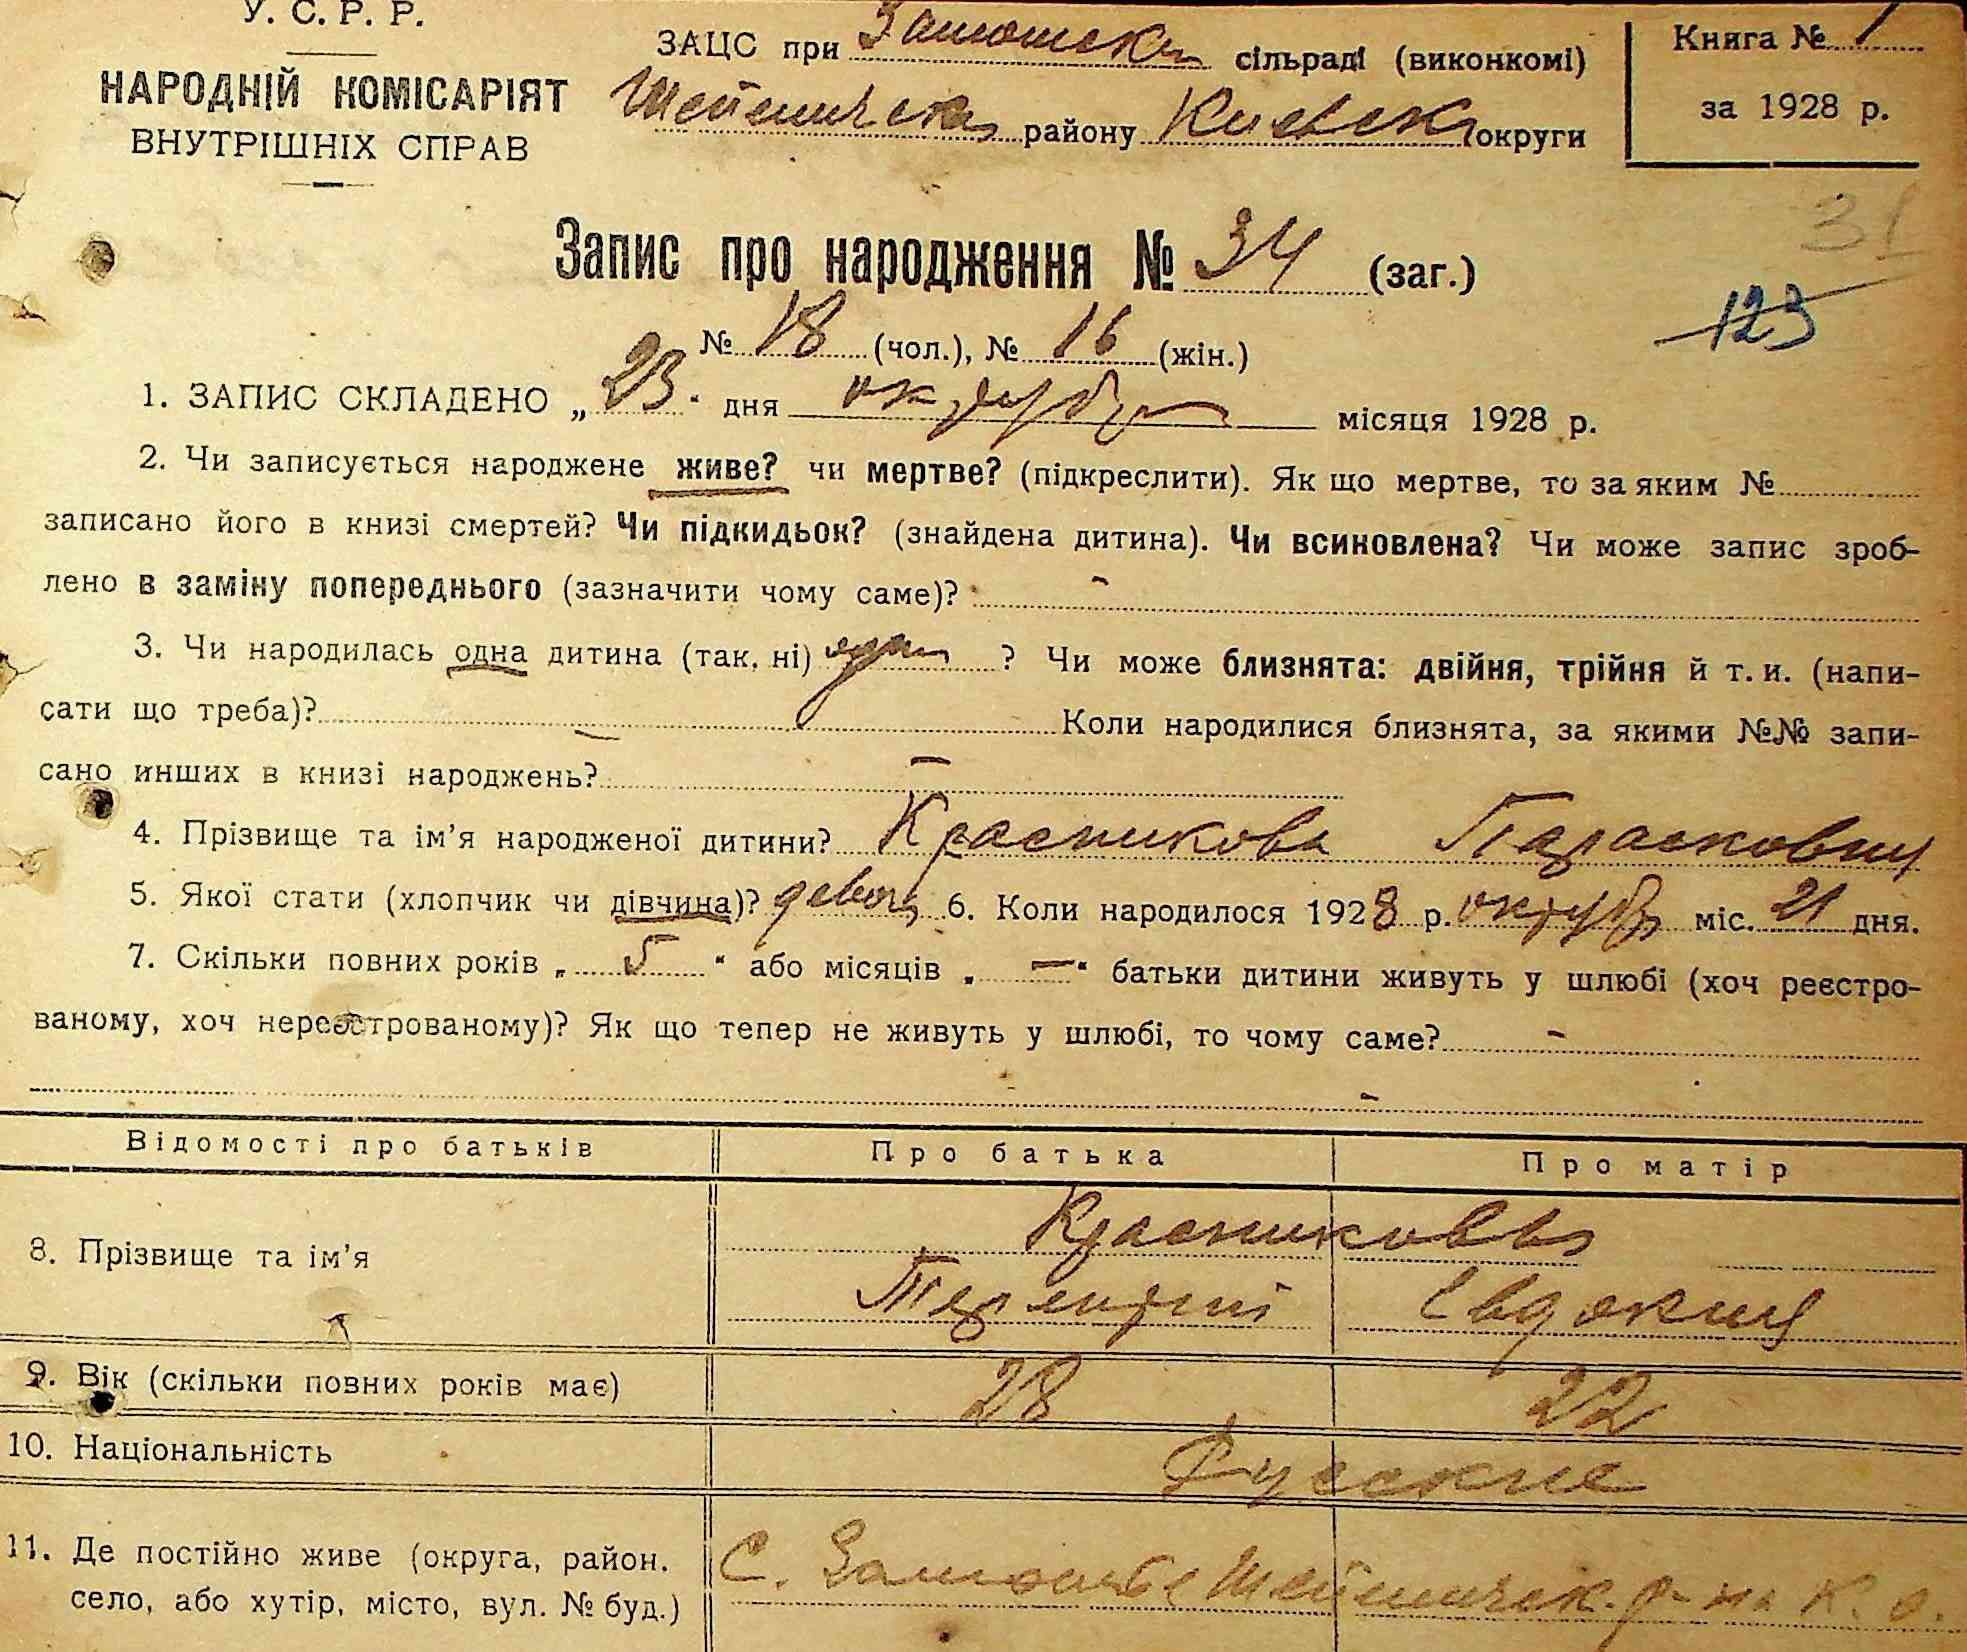 У. С. Р. Р.
НАРОДНІЙ КОМІСАРІЯТ
ВНУТРІШНІХ СПРАВ
ЗАЦС при сільраді (виконкомі)
району Киевск округи
Книга № 1
за 1928 р.
31
123
Запис про народження № 34 (заг.)
№ 18 (чол.), № 16 (жін.)
1. ЗАПИС СКЛАДЕНО „ 23 " дня октября місяця 1928 р.
2. Чи записується народжене живе? чи мертве? (підкреслити). Як що мертве, то за яким №
записано його в книзі смертей? Чи підкидьок? (знайдена дитина). Чи всиновлена? Чи може запис зроб-
лено в заміну попереднього (зазначити чому саме)? -
3. Чи народилась одна дитина (так, ні) один ? Чи може близнята: двійня, трійня й т. и. (напи-
сати що треба)? — Коли народилися близнята, за якими №№ запи-
сано инших в книзі народжень? —
4. Прізвище та ім'я народженої дитини? Красникова
5. Якої стати (хлопчик чи дівчина)? 6. Коли народилося 1928 р. октября міс. 21 дня.
7. Скільки повних років „ 5 " або місяців „ — " батьки дитини живуть у шлюбі (хоч реєстро-
ваному, хоч нереєстрованому)? Як що тепер не живуть у шлюбі, то чому саме? -
-
Відомості про батьків Про батька Про матір
8. Прізвище та ім'я Красниковы
Терентий Евдокия
9. Вік (скільки повних років має) 28 22
10. Національність Русские
11. Де постійно живе (округа, район.
село, або хутір, місто, вул. № буд.) С. р-на К. о.